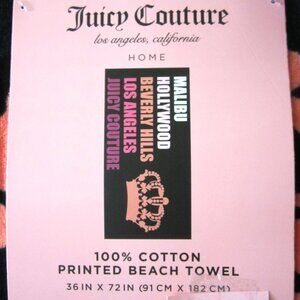 Juicy Couture
los angeles, california
HOME
MALIBU
HOLLYWOOD
BEVERLY HILLS
LOS ANGELES
JUICY COUTURE
100% COTTON
PRINTED BEACH TOWEL
36 IN X 72 IN (91 CM X 182 CM)